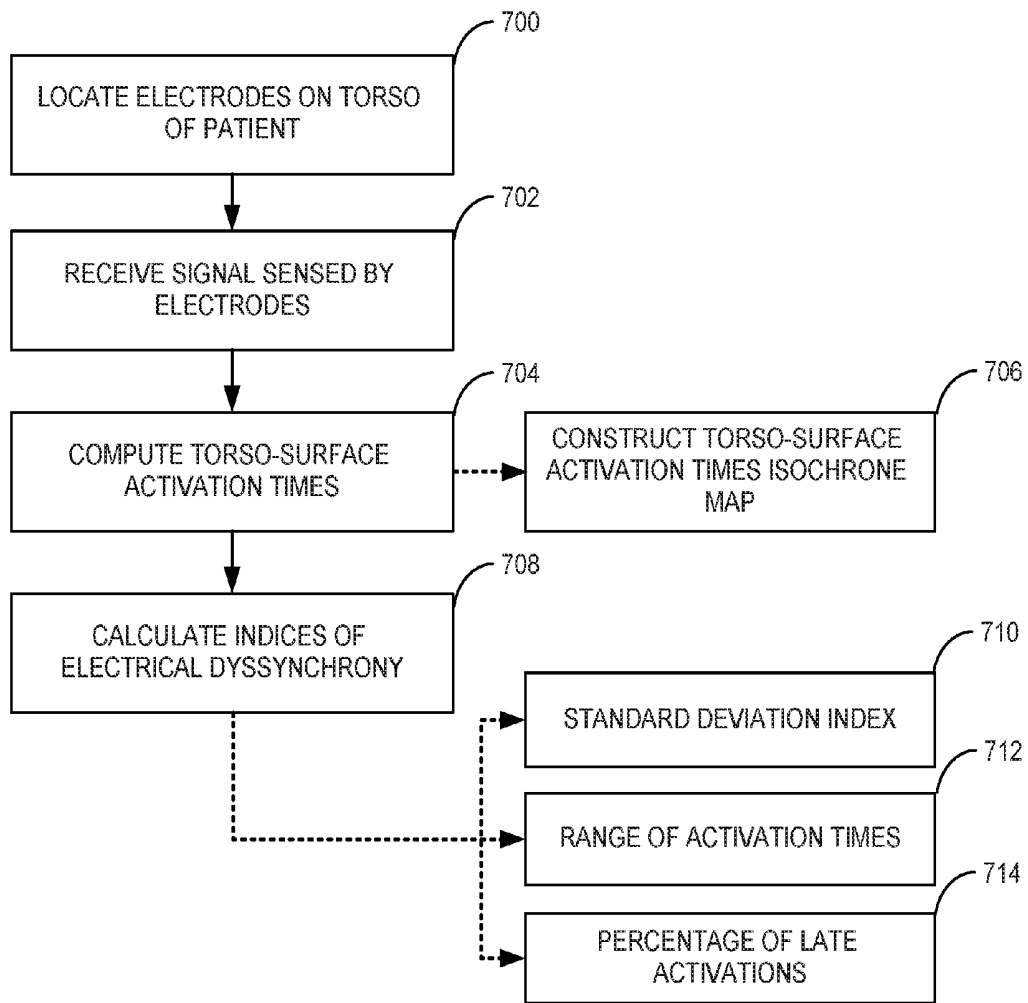 700
LOCATE ELECTRODES ON TORSO
OF PATIENT
702
RECEIVE SIGNAL SENSED BY
ELECTRODES
704
COMPUTE TORSO-SURFACE
ACTIVATION TIMES
706
CONSTRUCT TORSO-SURFACE
ACTIVATION TIMES ISOCHRONE
MAP
708
CALCULATE INDICES OF
ELECTRICAL DYSSYNCHRONY
710
STANDARD DEVIATION INDEX
712
RANGE OF ACTIVATION TIMES
714
PERCENTAGE OF LATE
ACTIVATIONS